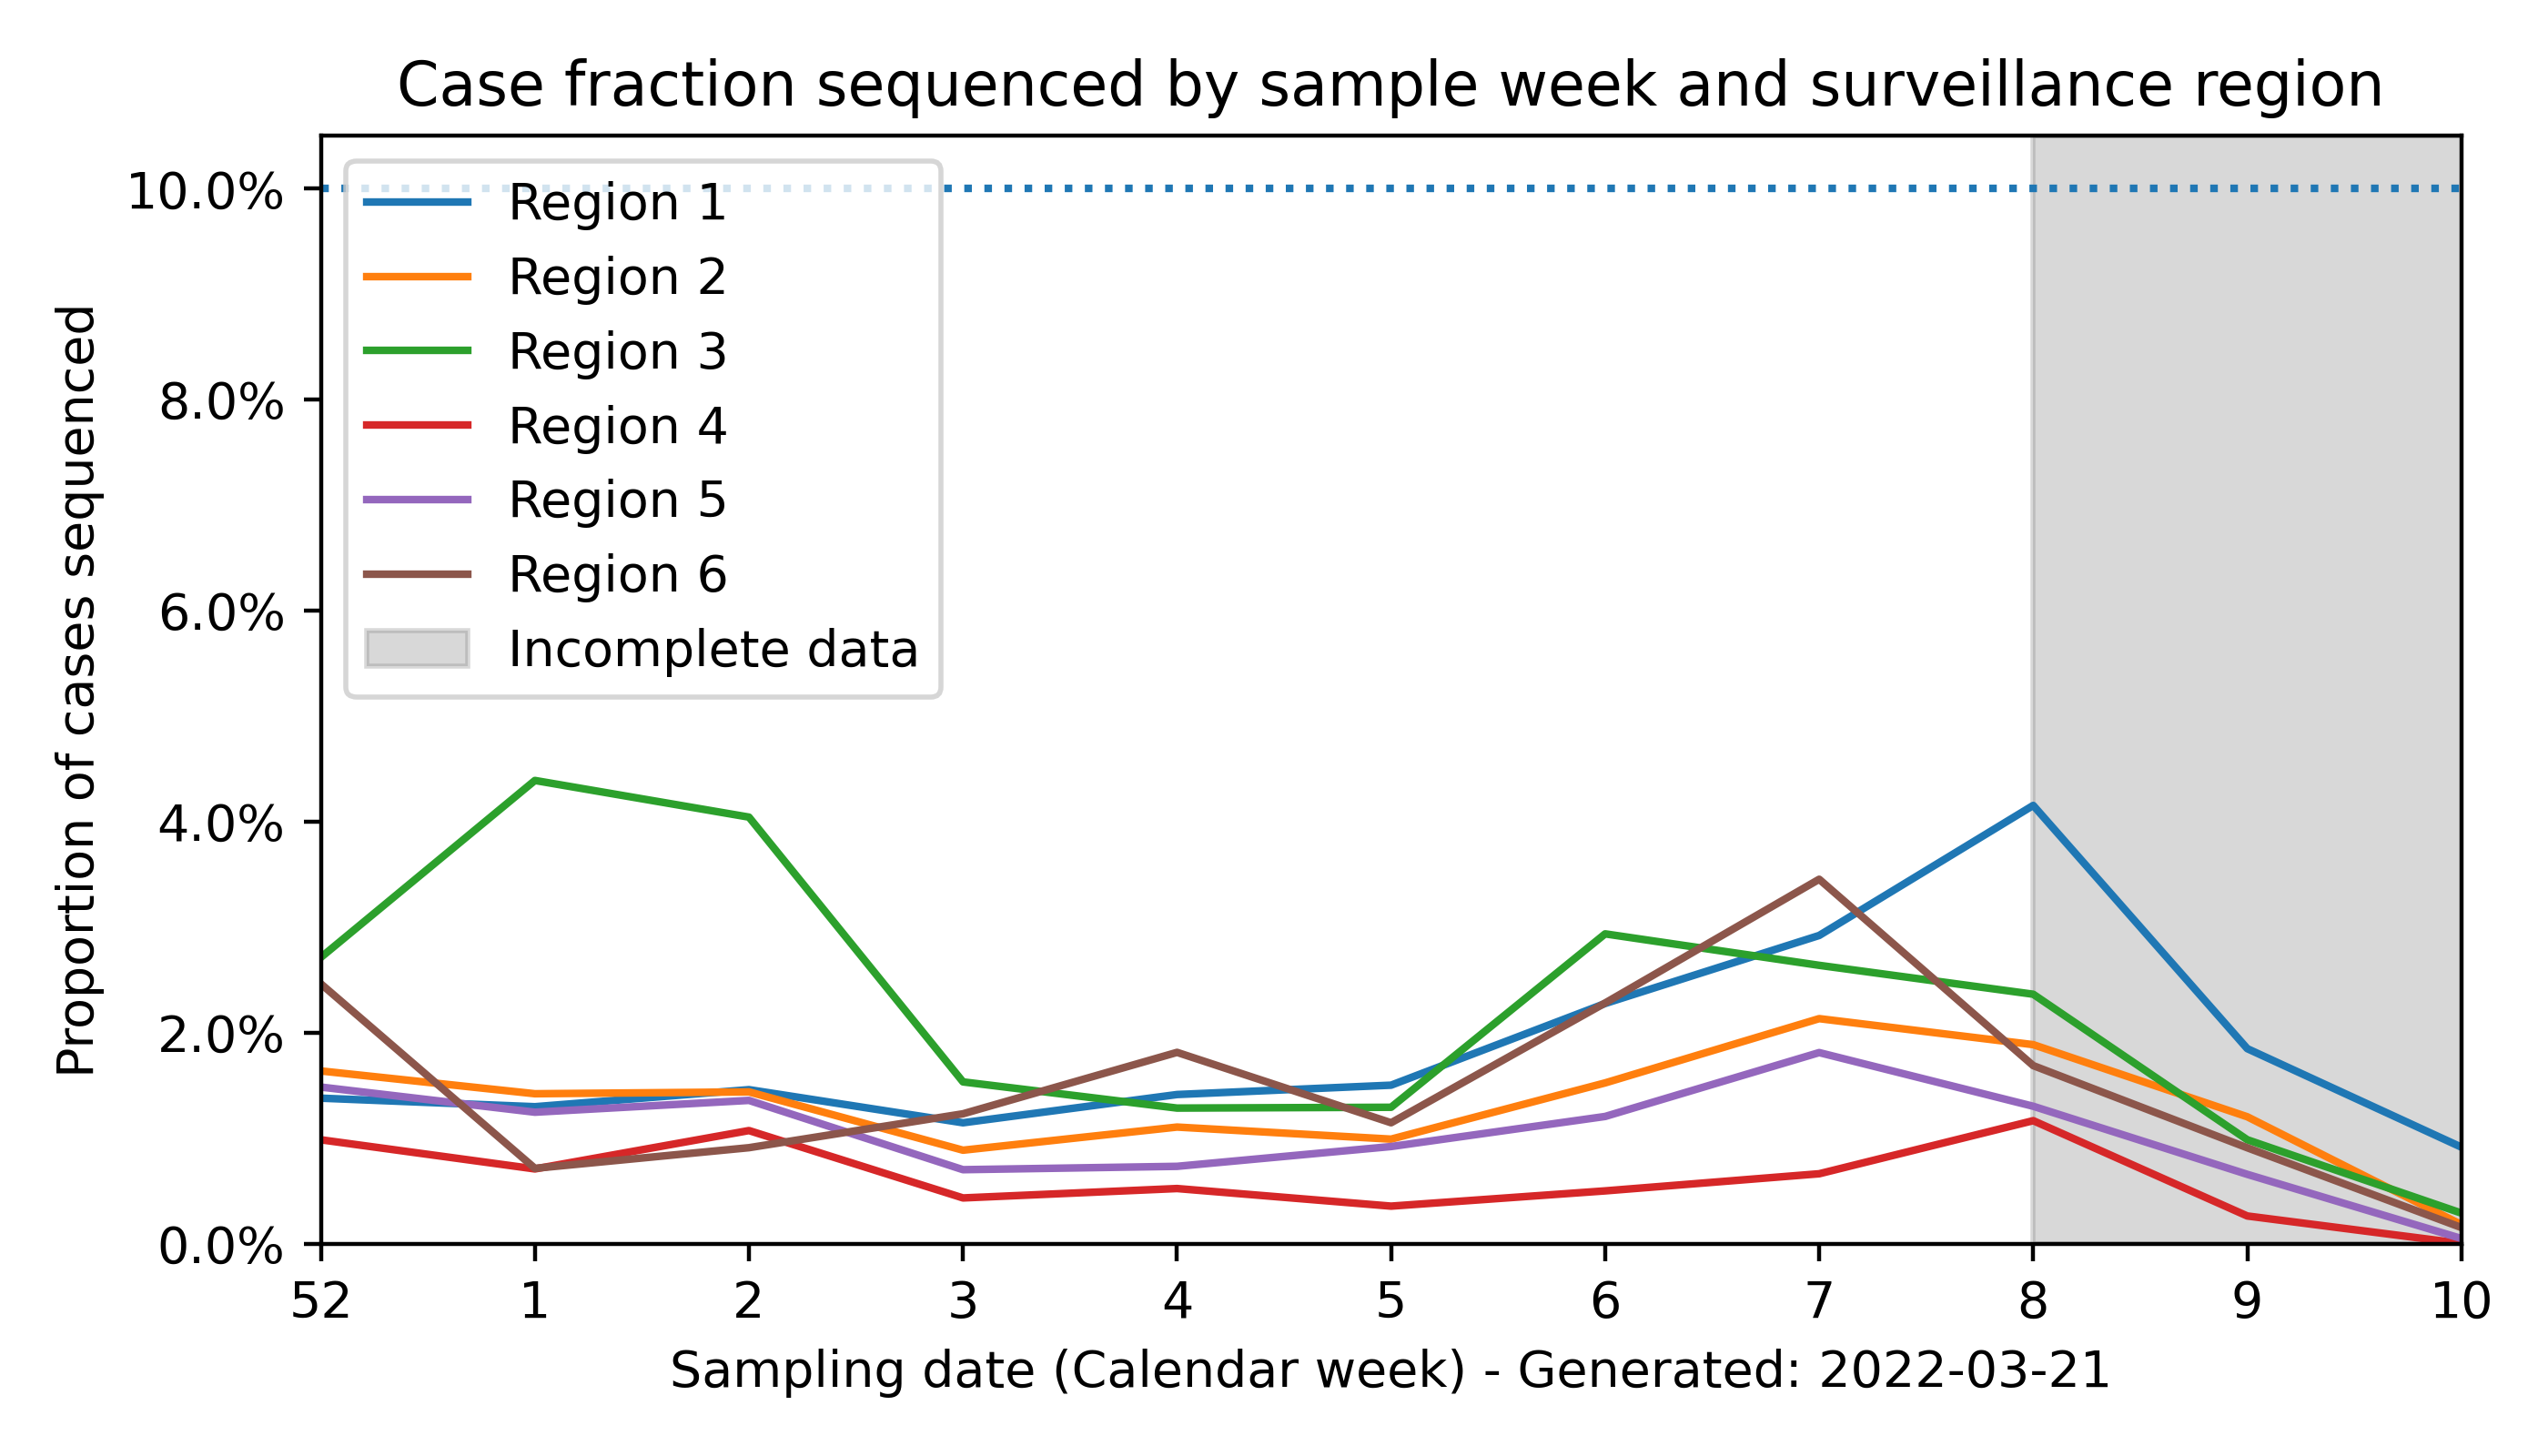 Case fraction sequenced by sample week and surveillance region
Proportion of cases sequenced
10.0%
8.0%
6.0%
4.0%
2.0%
0.0%
Region 1
Region 2
Region 3
Region 4
Region 5
Region 6
Incomplete data
52 1 2 3 4 5 6 7 8 9 10
Sampling date (Calendar week) - Generated: 2022-03-21